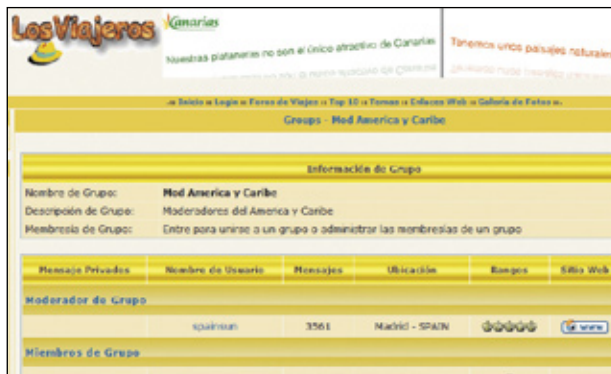 LosViajeros
Canarias
Nuestras plataneras no son el único atractivo de Canarias
Tenemos unos paisajes naturales
.:: Inicio :: Login :: Foros de Viajes :: Top 10 :: Temas :: Enlaces Web :: Galería de Fotos ::.
Groups - Mod America y Caribe
Información de Grupo
Nombre de Grupo: Mod America y Caribe
Descripción de Grupo: Moderadores del America y Caribe
Membresía de Grupo: Entre para unirse a un grupo o administrar las membresías de un grupo
Mensaje Privados Nombre de Usuario Mensajes Ubicación Rangos Sitio Web
Moderador de Grupo
spainsun 3561 Madrid - SPAIN www
Miembros de Grupo